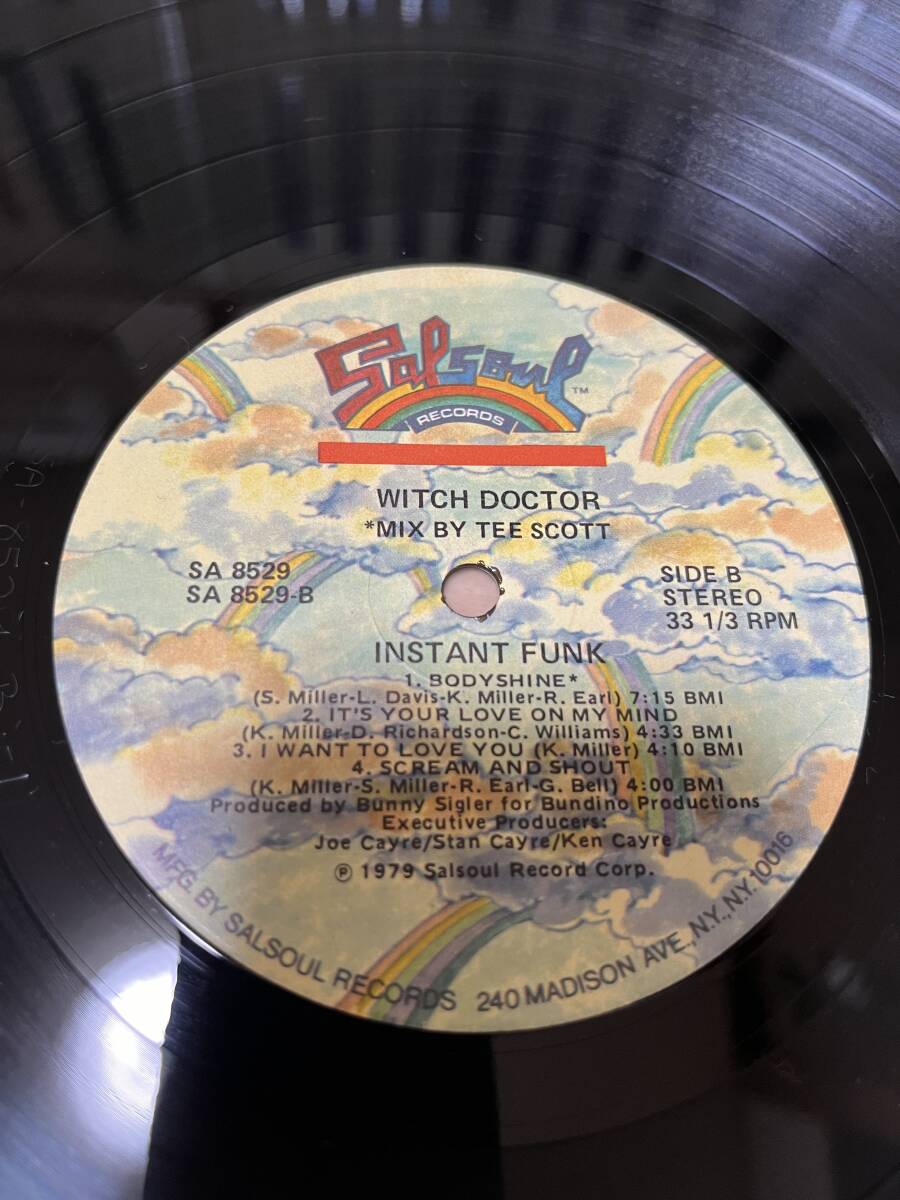 Salsoul ™
RECORDS
WITCH DOCTOR
*MIX BY TEE SCOTT
SA 8529
SA 8529-B
SIDE B
STEREO
33 1/3 RPM
INSTANT FUNK
1. BODYSHINE*
(S. Miller-L. Davis-K. Miller-R. Earl) 7:15 BMI
2. IT'S YOUR LOVE ON MY MIND
(K. Miller-D. Richardson-C. Williams) 4:33 BMI
3. I WANT TO LOVE YOU (K. Miller) 4:10 BMI
4. SCREAM AND SHOUT
(K. Miller-S. Miller-R. Earl-G. Bell) 4:00 BMI
Produced by Bunny Sigler for Bundino Productions
Executive Producers:
Joe Cayre/Stan Cayre/Ken Cayre
℗ 1979 Salsoul Record Corp.
MFG. BY SALSOUL RECORDS 240 MADISON AVE., N.Y., N.Y. 10016